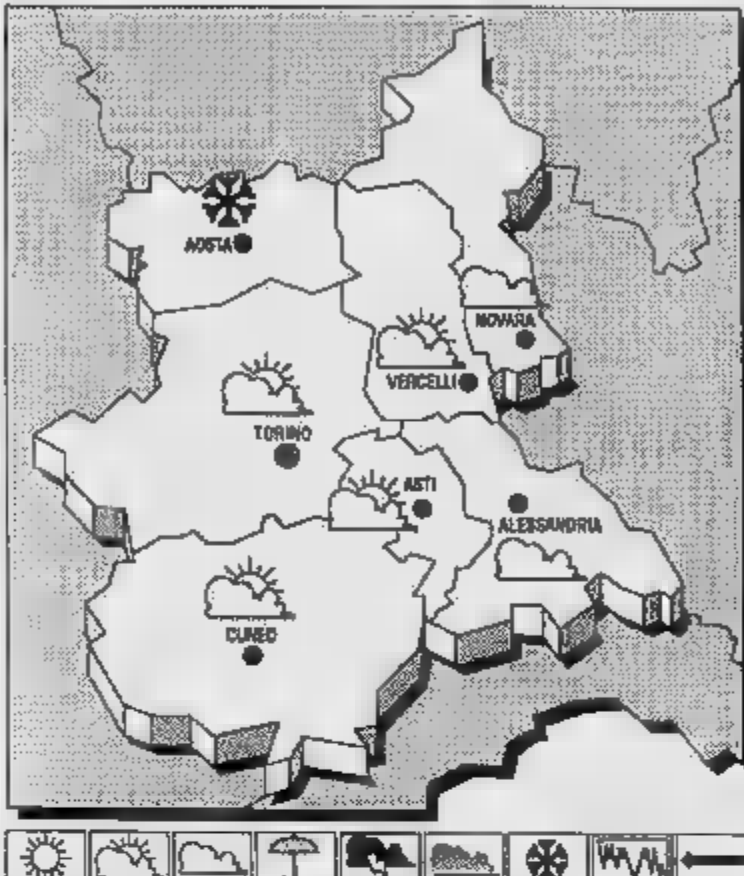 AOSTA
NOVARA
VERCELLI
TORINO
ASTI
ALESSANDRIA
CUNEO